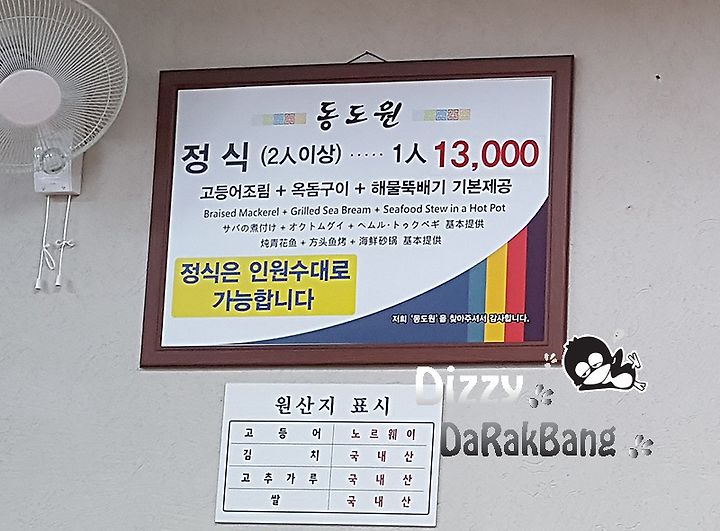 동도원
정식 (2人이상) ····· 1人 13,000
고등어조림 + 옥돔구이 + 해물뚝배기 기본제공
Braised Mackerel + Grilled Sea Bream + Seafood Stew in a Hot Pot
サバの煮付け + オクトムグイ + ヘムル・トゥクペギ 基本提供
炖青花鱼 + 方头鱼烤 + 海鲜砂锅 基本提供
정식은 인원수대로
가능합니다
저희 '동도원'을 찾아주셔서 감사합니다.
원산지 표시
고등어 노르웨이
김치 국내산
고추가루 국내산
쌀 국내산
Dizzy
DaRakBang